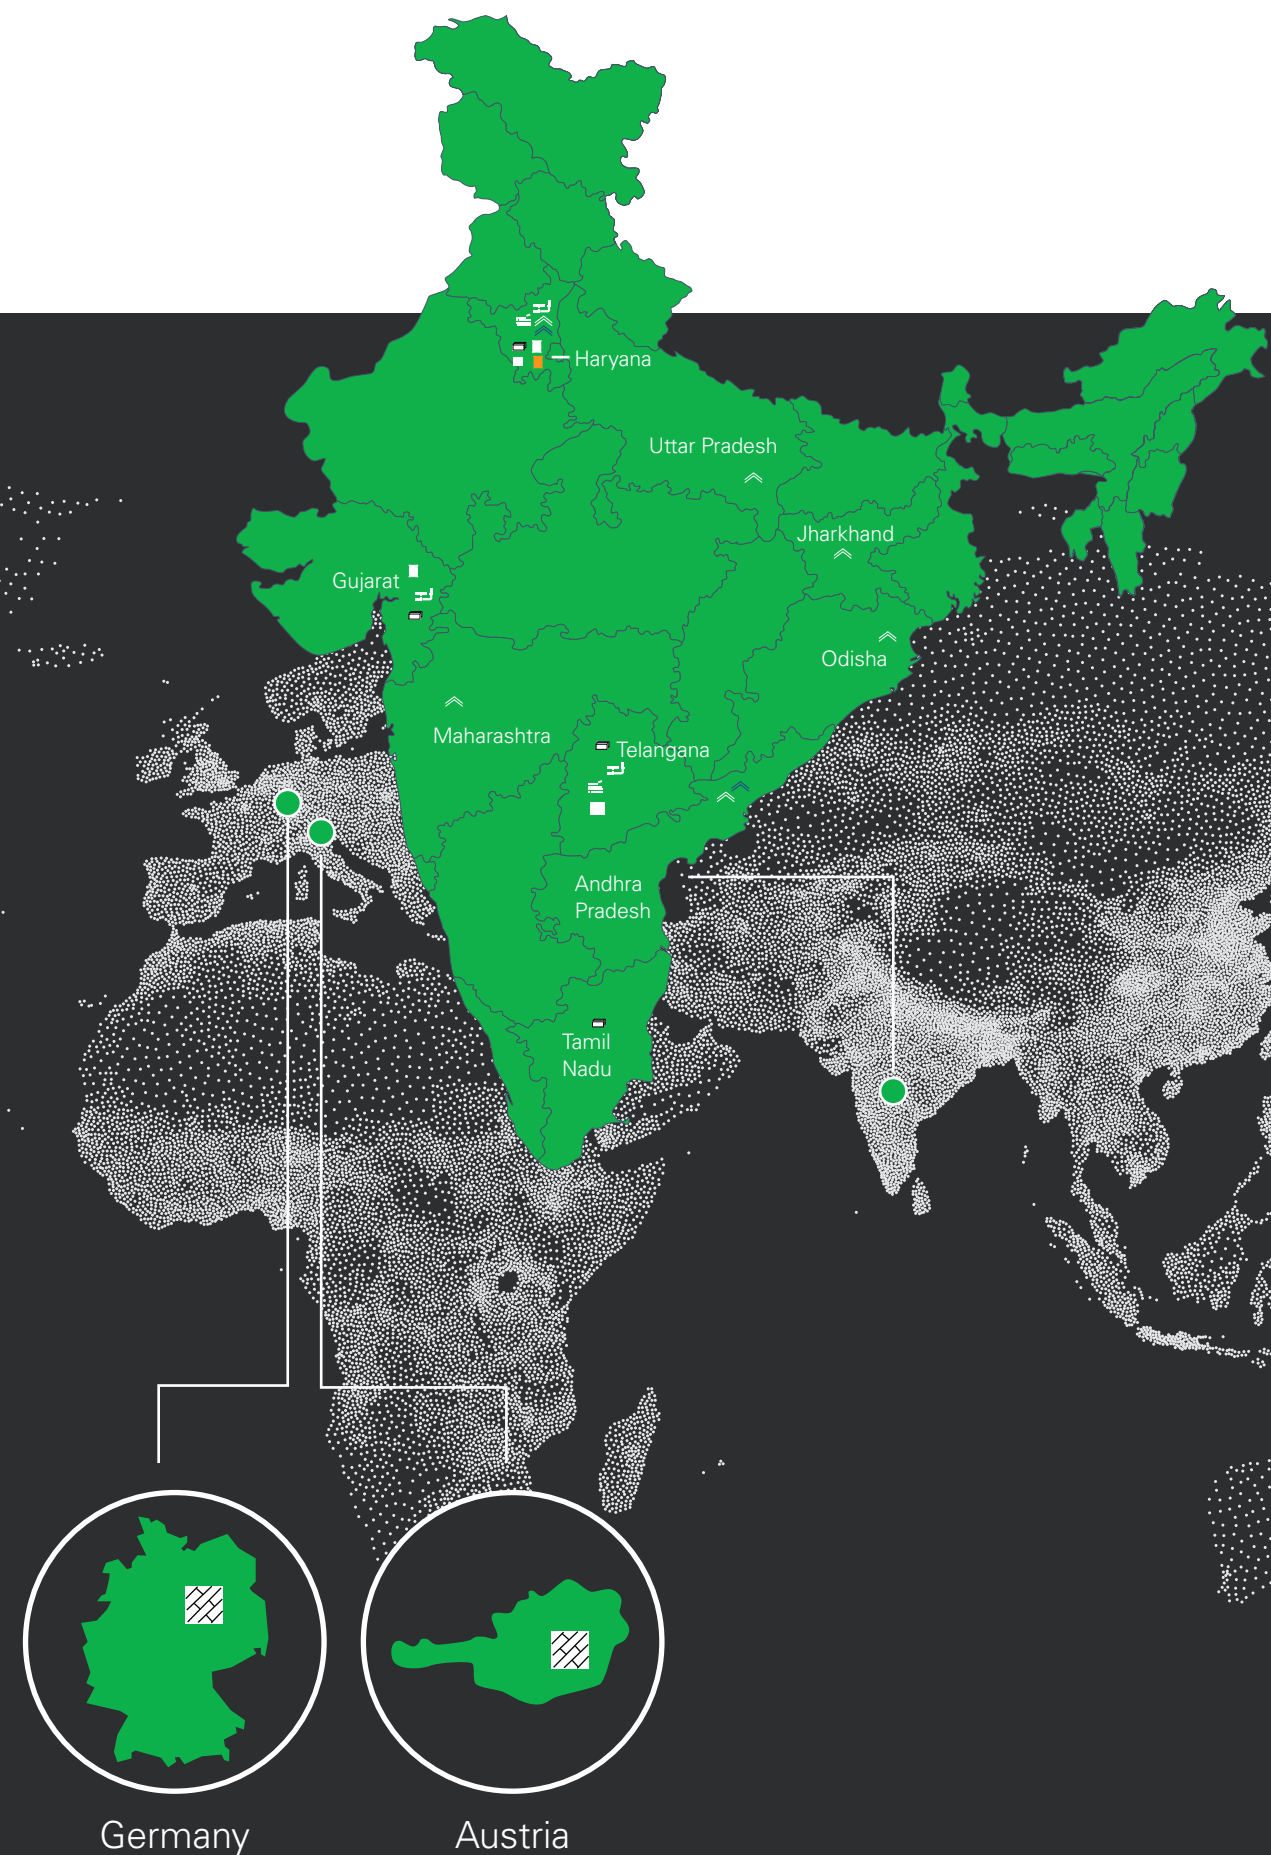 Haryana
Uttar Pradesh
Jharkhand
Gujarat
Odisha
Maharashtra
Telangana
Andhra
Pradesh
Tamil
Nadu
Germany
Austria